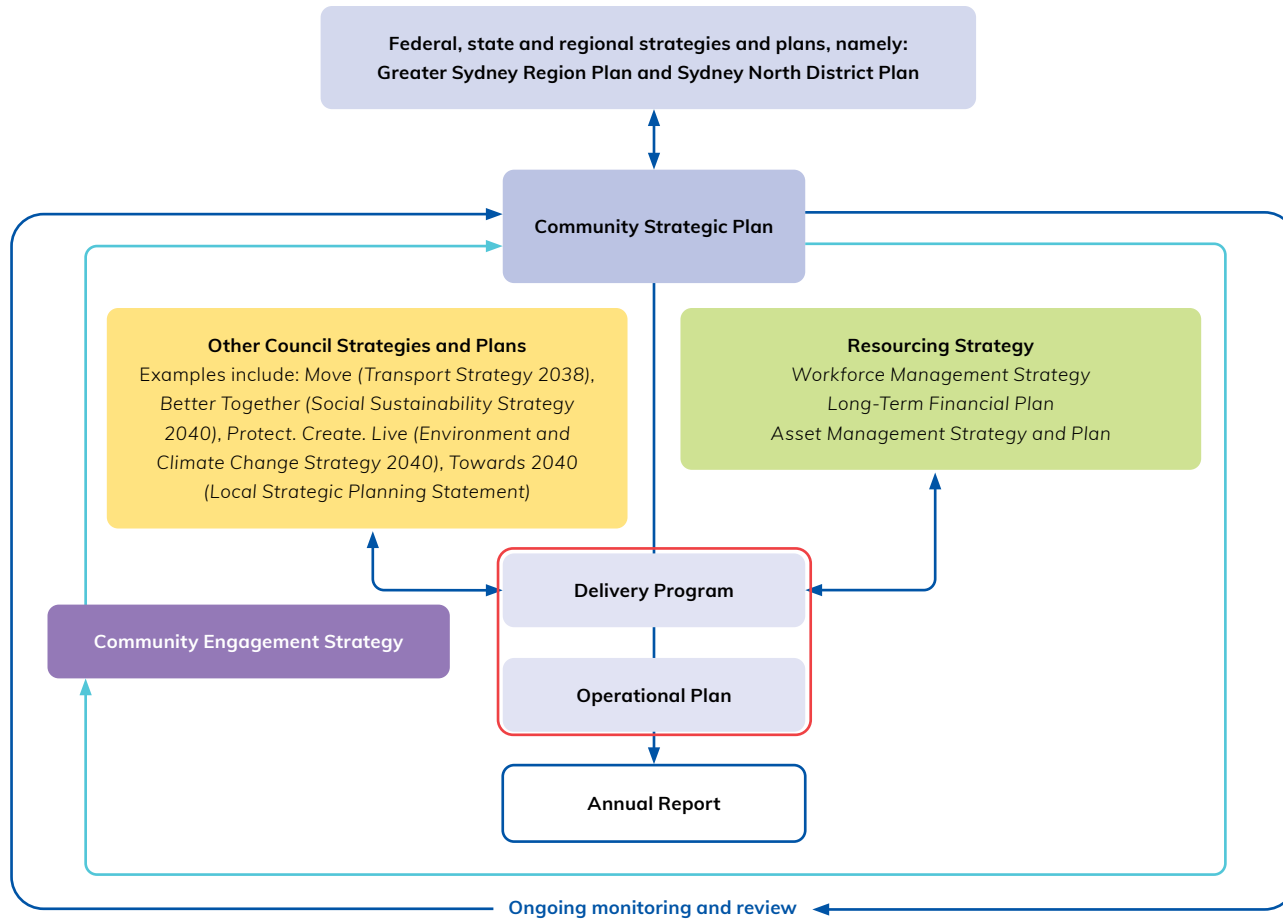 Federal, state and regional strategies and plans, namely:
Greater Sydney Region Plan and Sydney North District Plan
Community Strategic Plan
Other Council Strategies and Plans
Examples include: Move (Transport Strategy 2038),
Better Together (Social Sustainability Strategy
2040), Protect. Create. Live (Environment and
Climate Change Strategy 2040), Towards 2040
(Local Strategic Planning Statement)
Resourcing Strategy
Workforce Management Strategy
Long-Term Financial Plan
Asset Management Strategy and Plan
Delivery Program
Community Engagement Strategy
Operational Plan
Annual Report
Ongoing monitoring and review